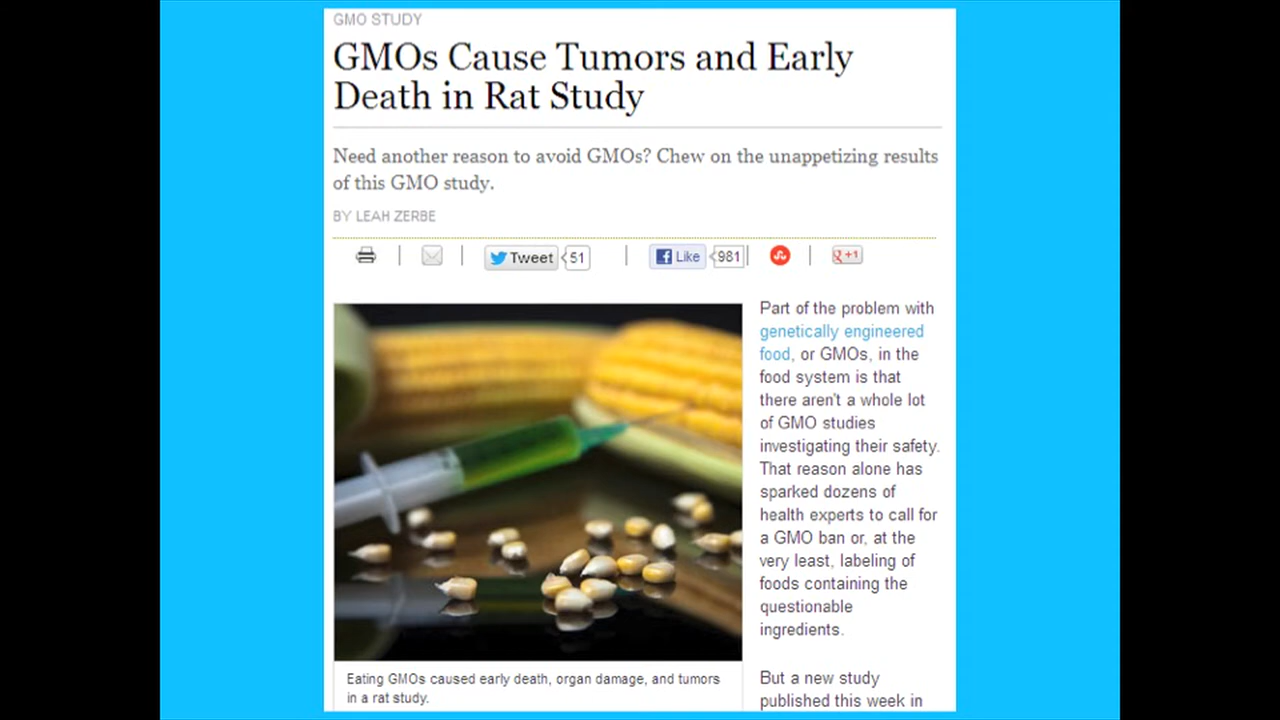 GMO STUDY
GMOs Cause Tumors and Early
Death in Rat Study
Need another reason to avoid GMOs? Chew on the unappetizing results
of this GMO study.
BY LEAH ZERBE
Tweet 51 Like 981 +1
Part of the problem with
genetically engineered
food, or GMOs, in the
food system is that
there aren't a whole lot
of GMO studies
investigating their safety.
That reason alone has
sparked dozens of
health experts to call for
a GMO ban or, at the
very least, labeling of
foods containing the
questionable
ingredients.
But a new study
published this week in
Eating GMOs caused early death, organ damage, and tumors
in a rat study.